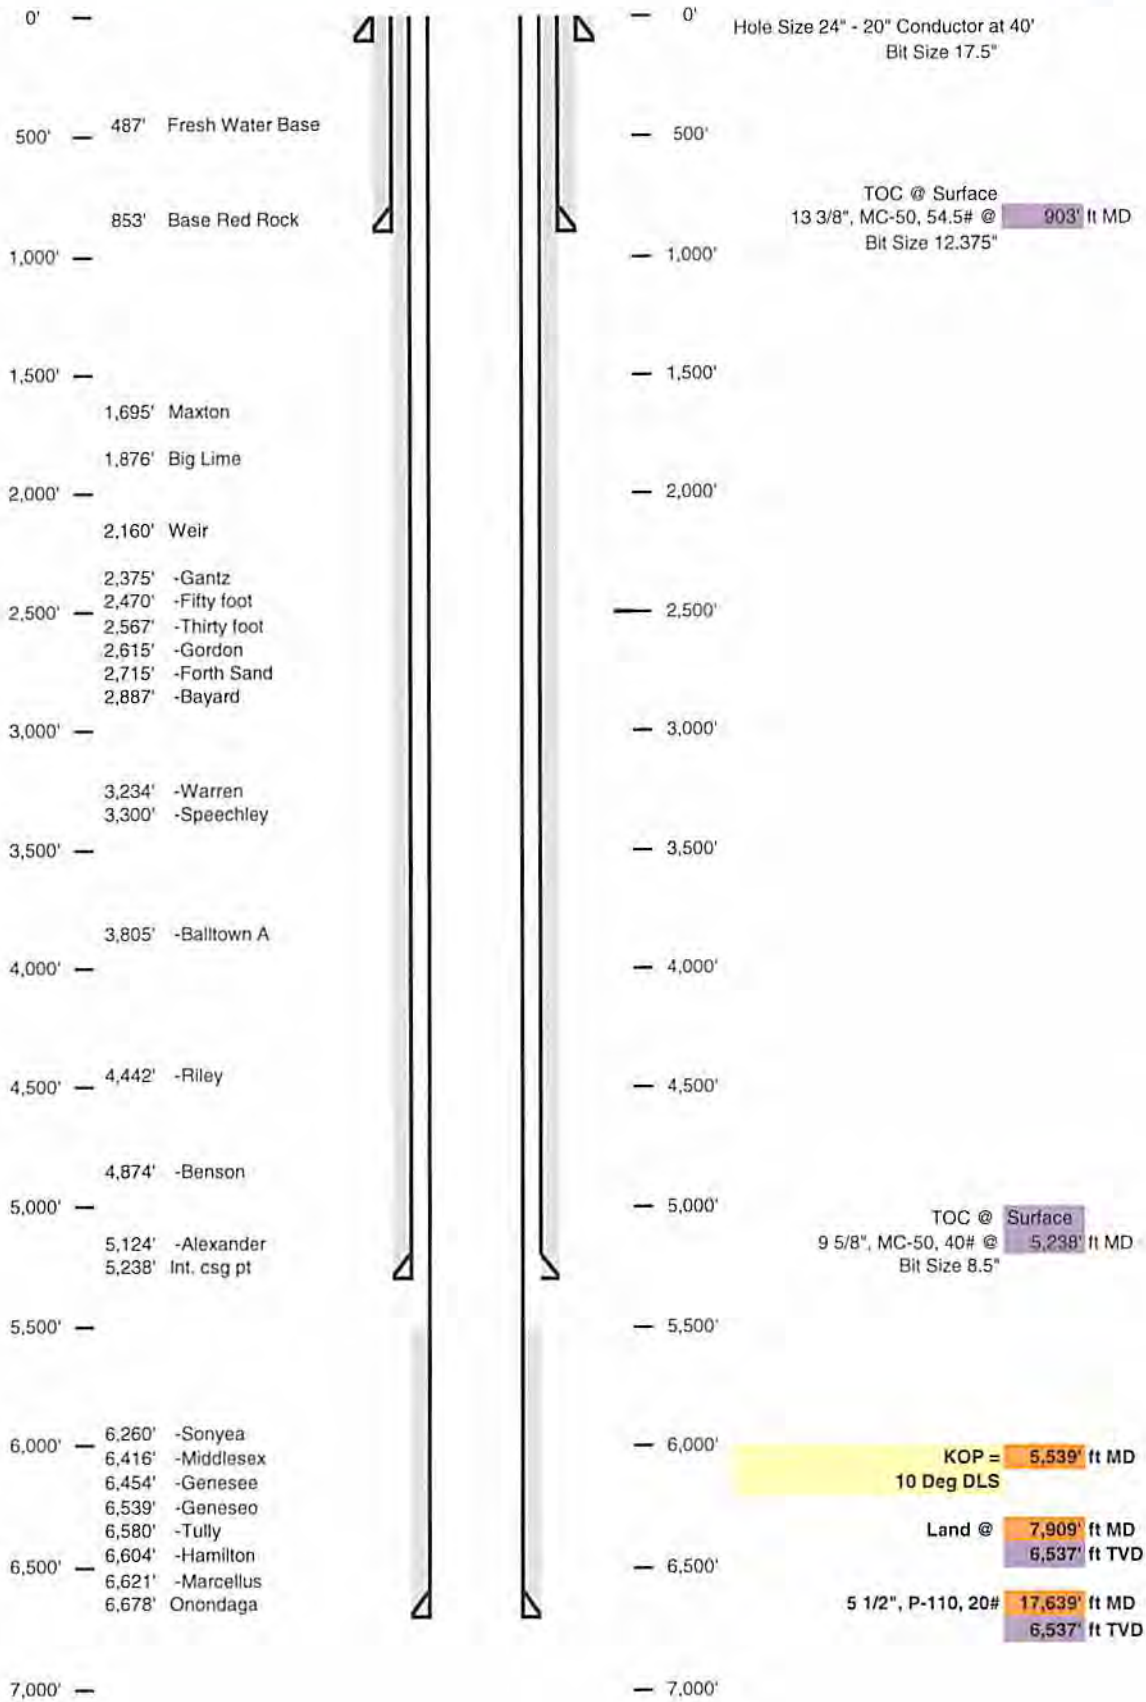 0'
0'
Hole Size 24" - 20" Conductor at 40'
Bit Size 17.5"
487' Fresh Water Base
500'
500'
TOC @ Surface
853' Base Red Rock
13 3/8", MC-50, 54.5# @ 903' ft MD
Bit Size 12.375"
1,000'
1,000'
1,500'
1,500'
1,695' Maxton
1,876' Big Lime
2,000'
2,000'
2,160' Weir
2,375' -Gantz
2,470' -Fifty foot
2,500'
2,500'
2,567' -Thirty foot
2,615' -Gordon
2,715' -Forth Sand
2,887' -Bayard
3,000'
3,000'
3,234' -Warren
3,300' -Speechley
3,500'
3,500'
3,805' -Balltown A
4,000'
4,000'
4,442' -Riley
4,500'
4,500'
4,874' -Benson
5,000'
5,000'
TOC @ Surface
5,124' -Alexander
9 5/8", MC-50, 40# @ 5,238' ft MD
5,238' Int. csg pt
Bit Size 8.5"
5,500'
5,500'
6,260' -Sonyea
6,000'
6,000'
6,416' -Middlesex
KOP = 5,539' ft MD
6,454' -Genesee
10 Deg DLS
6,539' -Geneseo
6,580' -Tully
Land @ 7,909' ft MD
6,604' -Hamilton
6,537' ft TVD
6,500'
6,500'
6,621' -Marcellus
6,678' Onondaga
5 1/2", P-110, 20# 17,639' ft MD
6,537' ft TVD
7,000'
7,000'